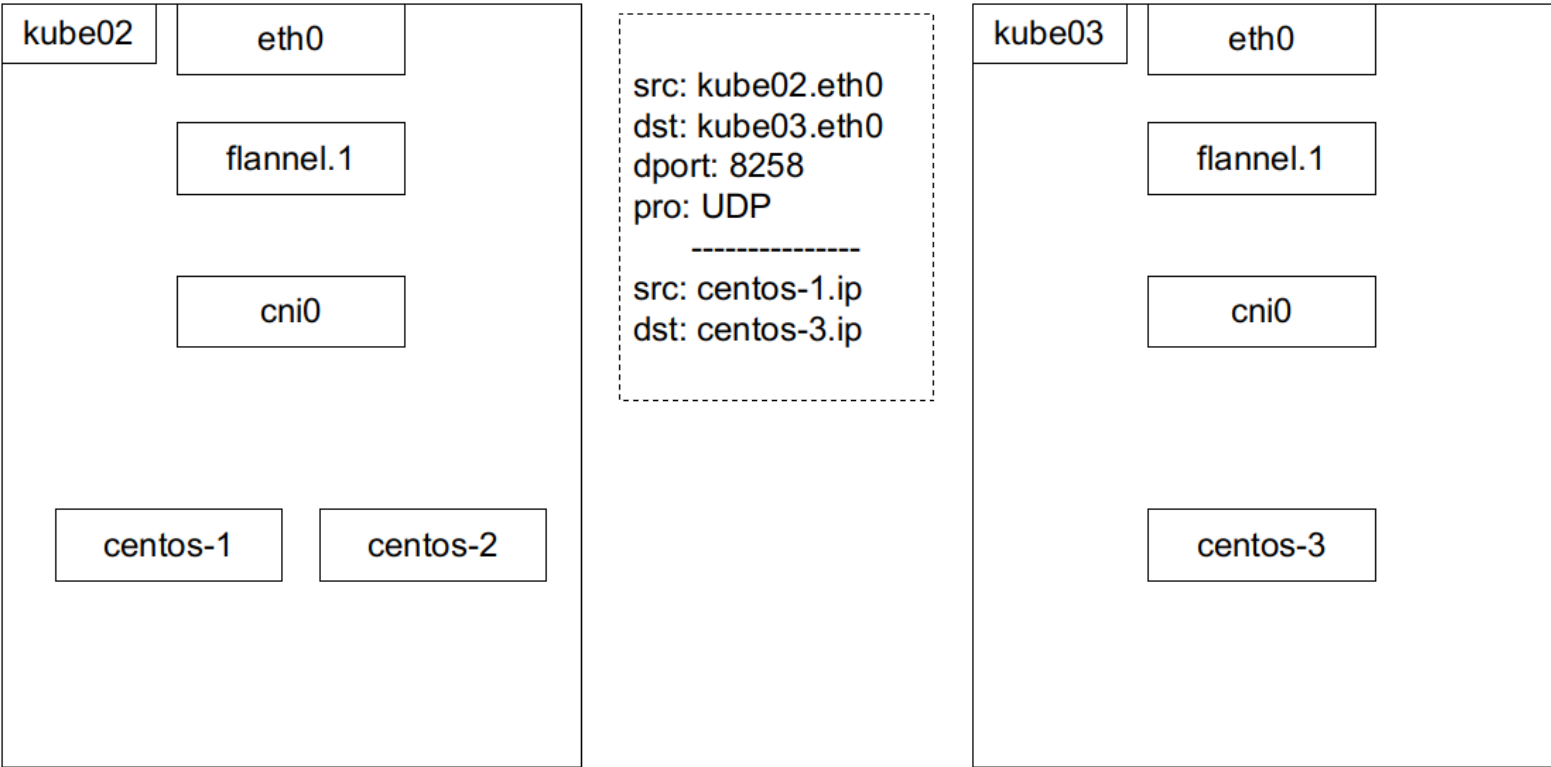 kube02
eth0
flannel.1
cni0
centos-1
centos-2
src: kube02.eth0
dst: kube03.eth0
dport: 8258
pro: UDP
---------------
src: centos-1.ip
dst: centos-3.ip
kube03
eth0
flannel.1
cni0
centos-3